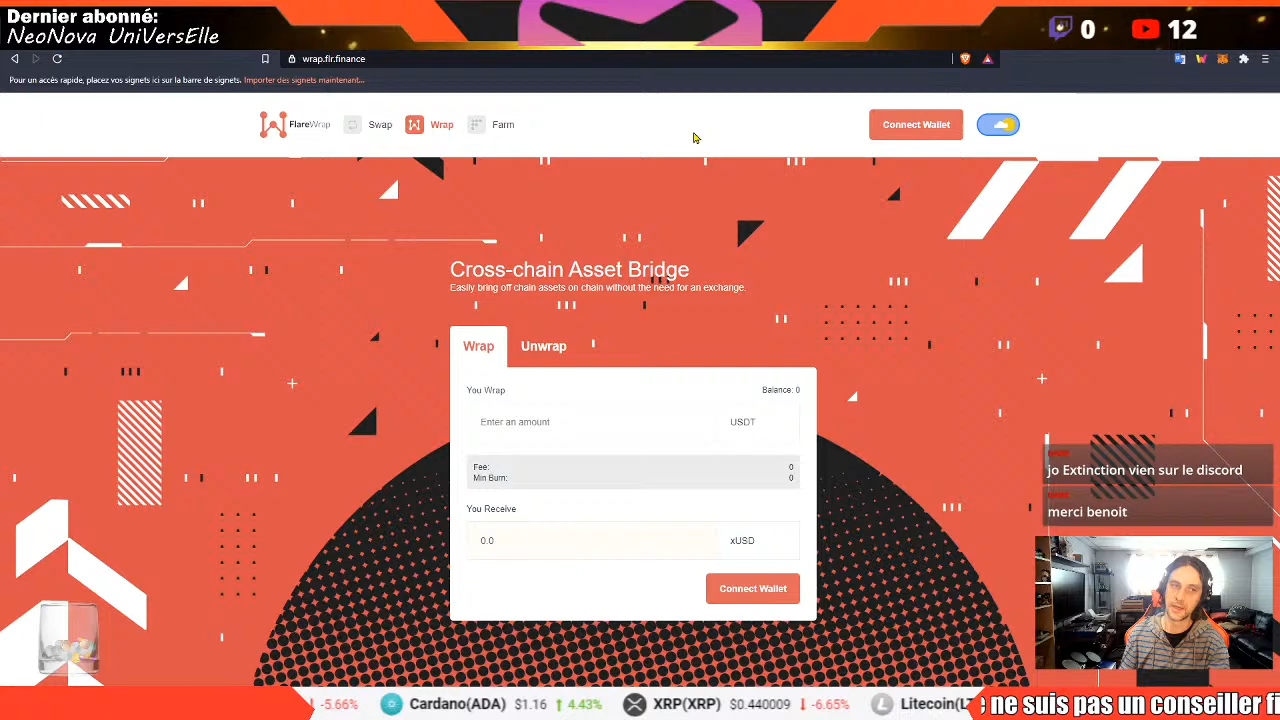 Dernier abonné:
NeoNova UniVersElle
0
12
wrap.flr.finance
Pour un accès rapide, placez vos signets ici sur la barre de signets. Importer des signets maintenant...
FlareWrap
Swap
Wrap
Farm
Connect Wallet
Cross-chain Asset Bridge
Easily bring off chain assets on chain without the need for an exchange.
Wrap
Unwrap
You Wrap
Balance: 0
Enter an amount
USDT
Fee: 0
Min Burn: 0
You Receive
0.0
xUSD
Connect Wallet
jo Extinction vien sur le discord
merci benoit
-5.66% Cardano(ADA) $1.16 4.43% XRP(XRP) $0.440009 -6.65% Litecoin(LT
e ne suis pas un conseiller fi